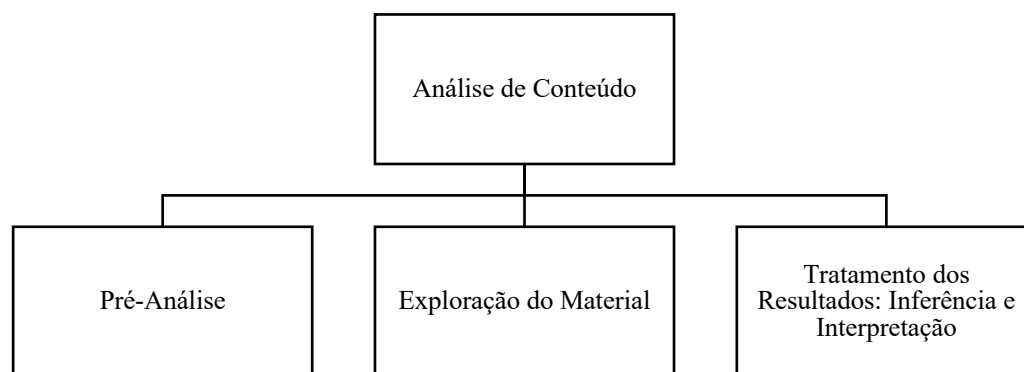 Análise de Conteúdo
Pré-Análise
Exploração do Material
Tratamento dos
Resultados: Inferência e
Interpretação